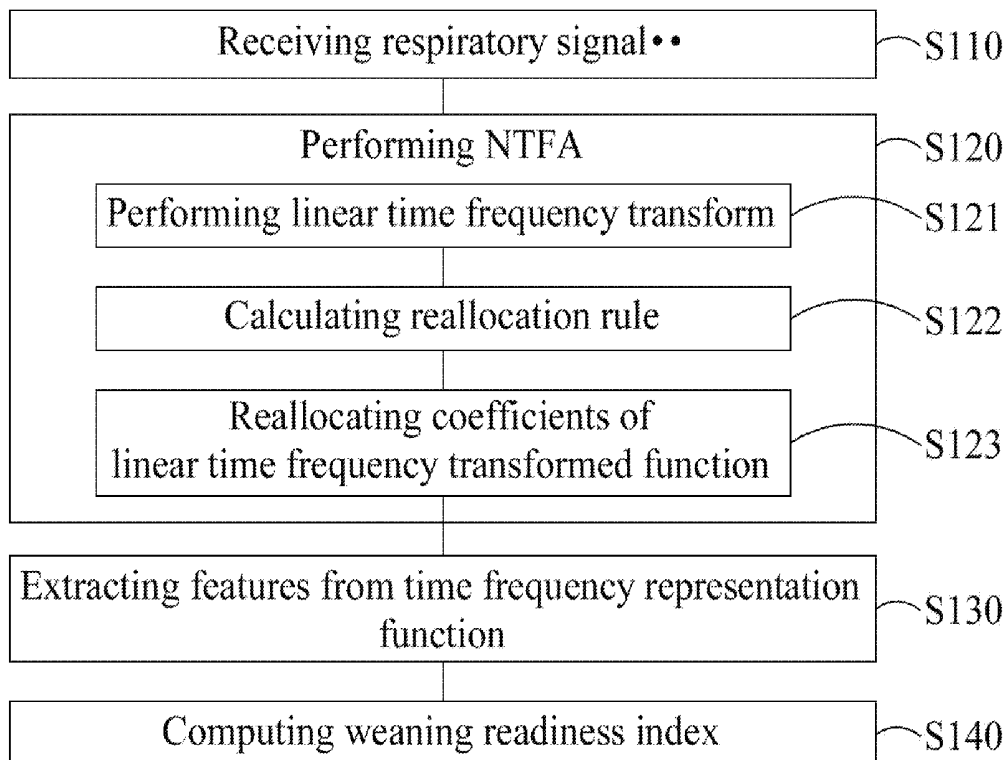 Receiving respiratory signal•• S110
Performing NTFA S120
Performing linear time frequency transform S121
Calculating reallocation rule S122
Reallocating coefficients of
linear time frequency transformed function S123
Extracting features from time frequency representation
function S130
Computing weaning readiness index S140